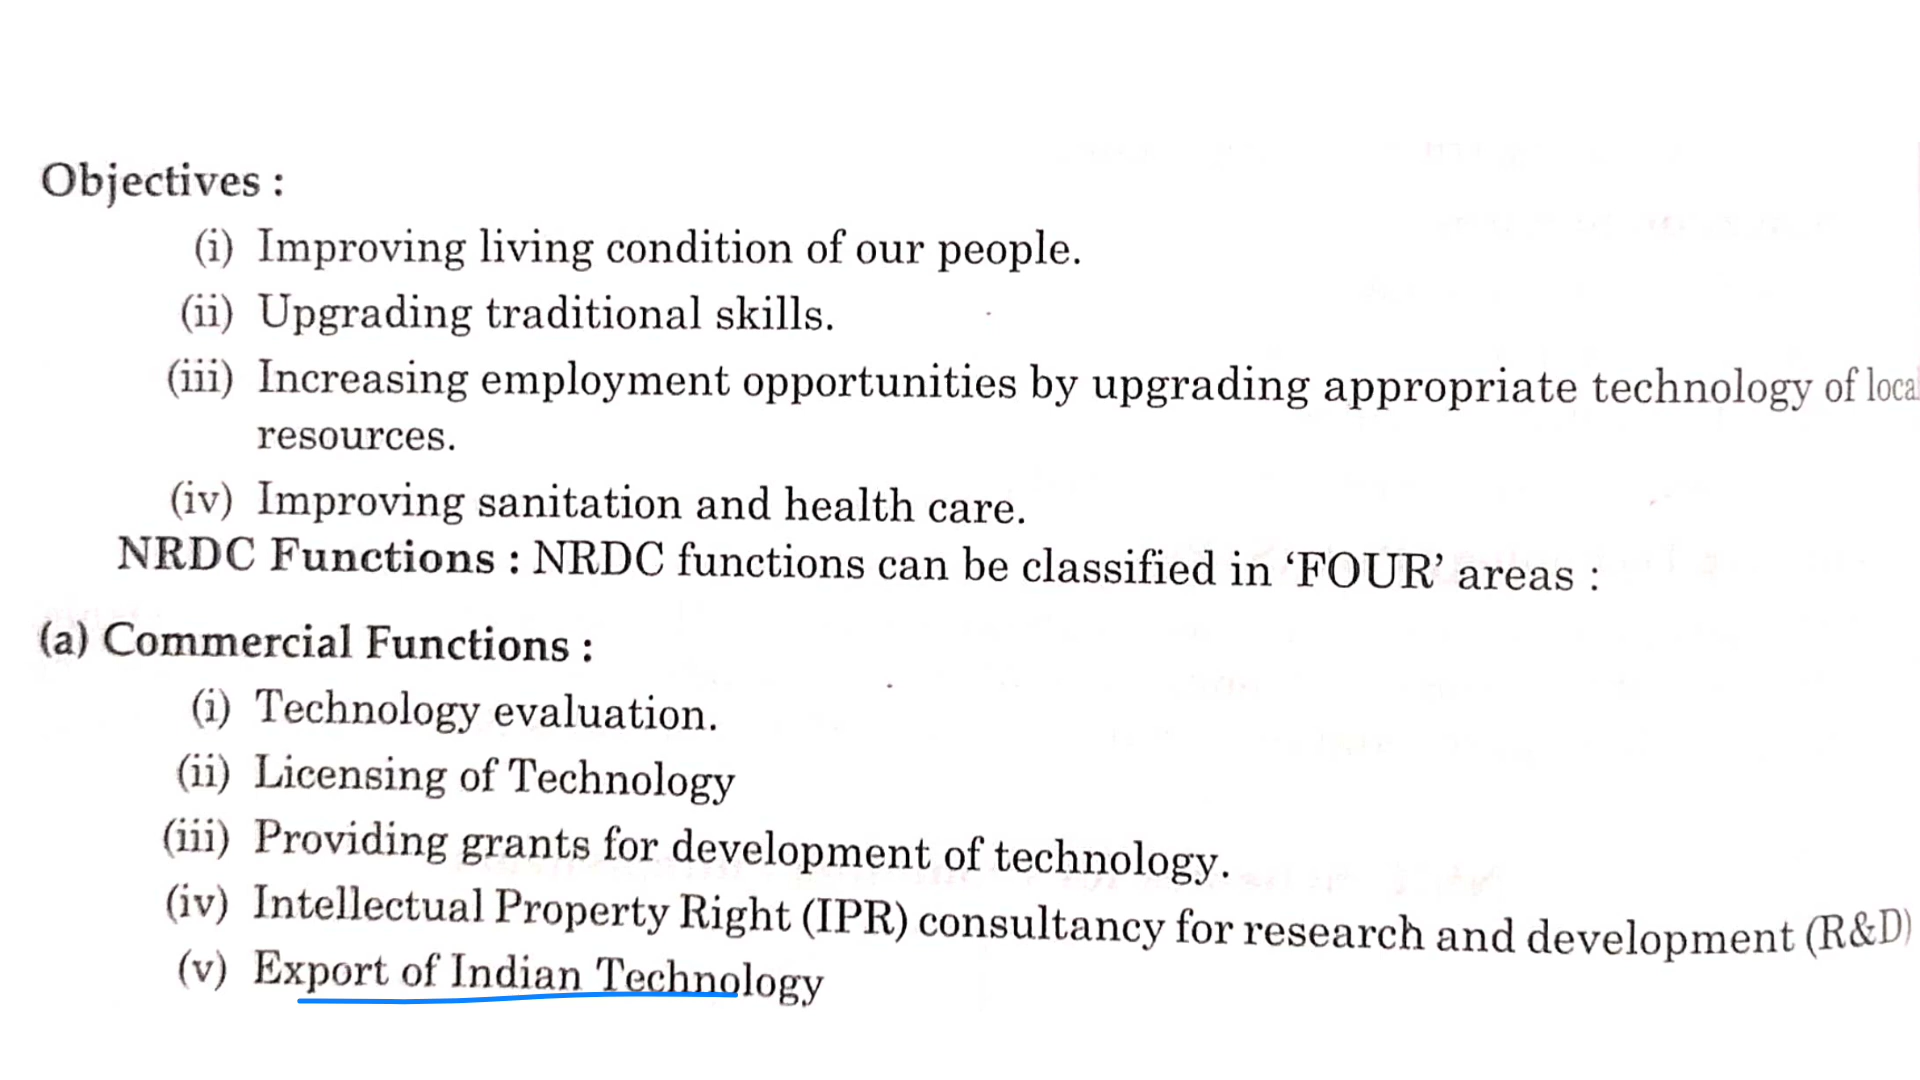 Objectives :
(i) Improving living condition of our people.
(ii) Upgrading traditional skills.
(iii) Increasing employment opportunities by upgrading appropriate technology of local
resources.
(iv) Improving sanitation and health care.
NRDC Functions : NRDC functions can be classified in ‘FOUR’ areas :
(a) Commercial Functions :
(i) Technology evaluation.
(ii) Licensing of Technology
(iii) Providing grants for development of technology.
(iv) Intellectual Property Right (IPR) consultancy for research and development (R&D)
(v) Export of Indian Technology